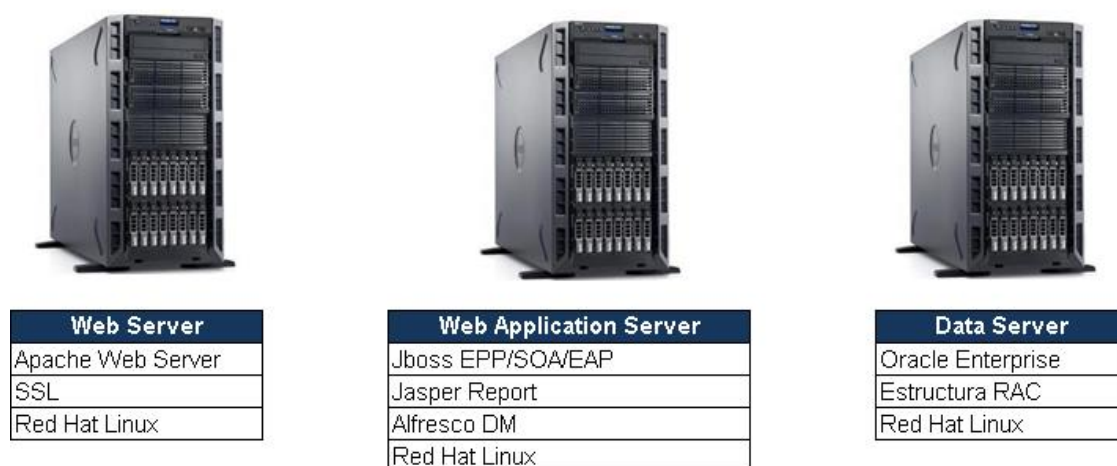 Web Server
Apache Web Server
SSL
Red Hat Linux
Web Application Server
Jboss EPP/SOA/EAP
Jasper Report
Alfresco DM
Red Hat Linux
Data Server
Oracle Enterprise
Estructura RAC
Red Hat Linux